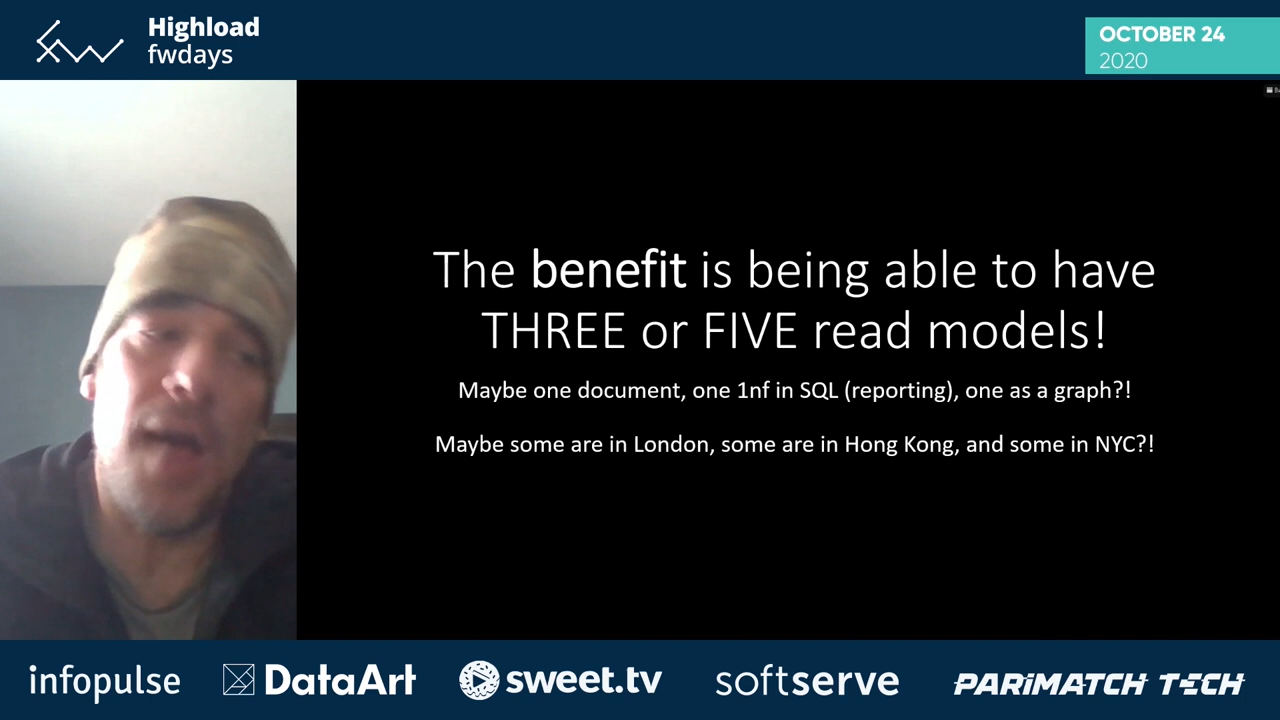 Highload
fwdays
OCTOBER 24
2020
The benefit is being able to have
THREE or FIVE read models!
Maybe one document, one 1nf in SQL (reporting), one as a graph?!
Maybe some are in London, some are in Hong Kong, and some in NYC?!
infopulse
DataArt
sweet.tv
softserve
PARiMATCH TECH